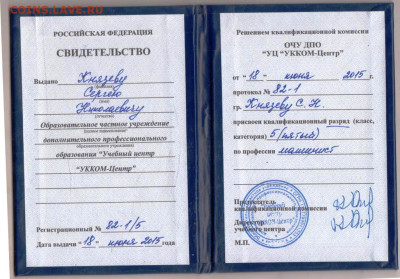 COINS.LAVE.RU
РОССИЙСКАЯ ФЕДЕРАЦИЯ
СВИДЕТЕЛЬСТВО
Выдано Князеву
Сергею
Николаевичу
Образовательное частное учреждение
дополнительного профессионального
образования "Учебный центр
"УККОМ-Центр"
Регистрационный № 82-1/5
Дата выдачи "18" июня 2015 года
Решением квалификационной комиссии
ОЧУ ДПО
"УЦ "УККОМ-Центр"
от "18" июня 2015 г.
протокол № 82-1
гр. Князеву С. Н.
присвоен квалификационный разряд (класс,
категория) 5 (пятый)
по профессии машинист
Председатель
квалификационной комиссии
Директор
учебного центра
М.П.